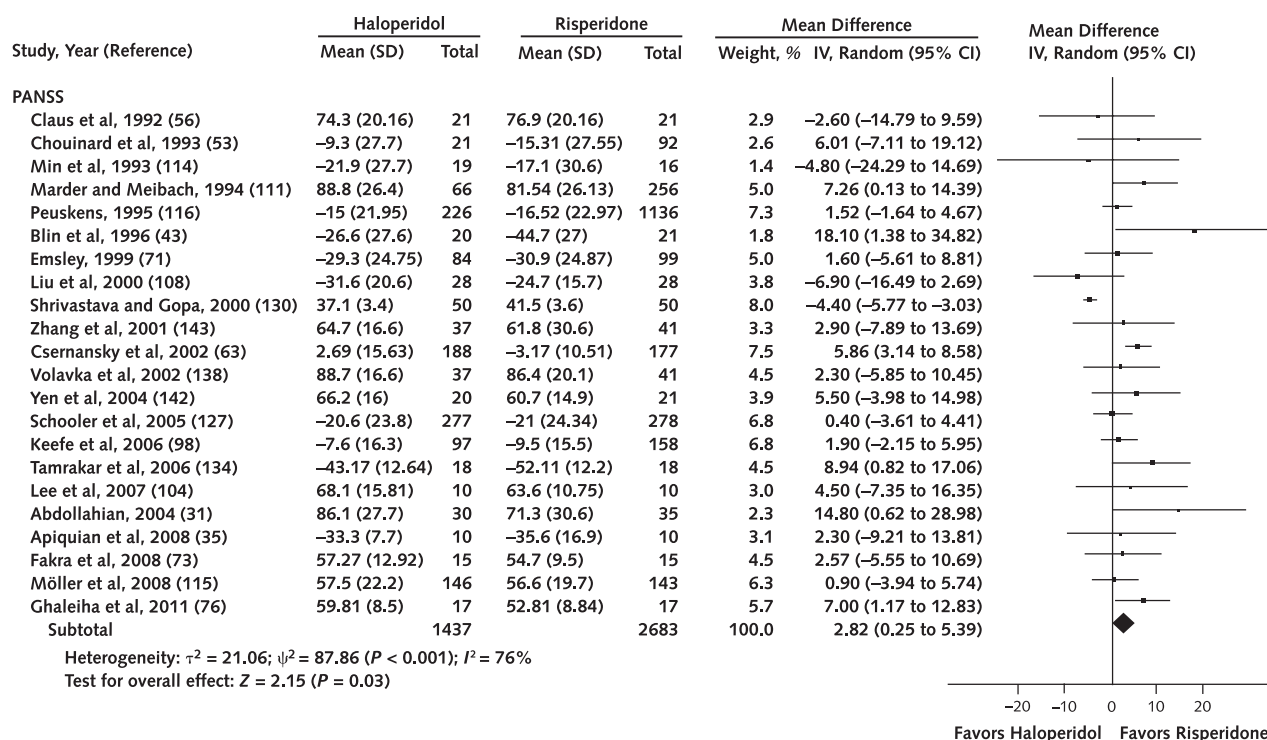 Haloperidol Risperidone Mean Difference Mean Difference
Study, Year (Reference) Mean (SD) Total Mean (SD) Total Weight, % IV, Random (95% CI) IV, Random (95% CI)
PANSS
Claus et al, 1992 (56) 74.3 (20.16) 21 76.9 (20.16) 21 2.9 −2.60 (−14.79 to 9.59)
Chouinard et al, 1993 (53) −9.3 (27.7) 21 −15.31 (27.55) 92 2.6 6.01 (−7.11 to 19.12)
Min et al, 1993 (114) −21.9 (27.7) 19 −17.1 (30.6) 16 1.4 −4.80 (−24.29 to 14.69)
Marder and Meibach, 1994 (111) 88.8 (26.4) 66 81.54 (26.13) 256 5.0 7.26 (0.13 to 14.39)
Peuskens, 1995 (116) −15 (21.95) 226 −16.52 (22.97) 1136 7.3 1.52 (−1.64 to 4.67)
Blin et al, 1996 (43) −26.6 (27.6) 20 −44.7 (27) 21 1.8 18.10 (1.38 to 34.82)
Emsley, 1999 (71) −29.3 (24.75) 84 −30.9 (24.87) 99 5.0 1.60 (−5.61 to 8.81)
Liu et al, 2000 (108) −31.6 (20.6) 28 −24.7 (15.7) 28 3.8 −6.90 (−16.49 to 2.69)
Shrivastava and Gopa, 2000 (130) 37.1 (3.4) 50 41.5 (3.6) 50 8.0 −4.40 (−5.77 to −3.03)
Zhang et al, 2001 (143) 64.7 (16.6) 37 61.8 (30.6) 41 3.3 2.90 (−7.89 to 13.69)
Csernansky et al, 2002 (63) 2.69 (15.63) 188 −3.17 (10.51) 177 7.5 5.86 (3.14 to 8.58)
Volavka et al, 2002 (138) 88.7 (16.6) 37 86.4 (20.1) 41 4.5 2.30 (−5.85 to 10.45)
Yen et al, 2004 (142) 66.2 (16) 20 60.7 (14.9) 21 3.9 5.50 (−3.98 to 14.98)
Schooler et al, 2005 (127) −20.6 (23.8) 277 −21 (24.34) 278 6.8 0.40 (−3.61 to 4.41)
Keefe et al, 2006 (98) −7.6 (16.3) 97 −9.5 (15.5) 158 6.8 1.90 (−2.15 to 5.95)
Tamrakar et al, 2006 (134) −43.17 (12.64) 18 −52.11 (12.2) 18 4.5 8.94 (0.82 to 17.06)
Lee et al, 2007 (104) 68.1 (15.81) 10 63.6 (10.75) 10 3.0 4.50 (−7.35 to 16.35)
Abdollahian, 2004 (31) 86.1 (27.7) 30 71.3 (30.6) 35 2.3 14.80 (0.62 to 28.98)
Apiquian et al, 2008 (35) −33.3 (7.7) 10 −35.6 (16.9) 10 3.1 2.30 (−9.21 to 13.81)
Fakra et al, 2008 (73) 57.27 (12.92) 15 54.7 (9.5) 15 4.5 2.57 (−5.55 to 10.69)
Möller et al, 2008 (115) 57.5 (22.2) 146 56.6 (19.7) 143 6.3 0.90 (−3.94 to 5.74)
Ghaleiha et al, 2011 (76) 59.81 (8.5) 17 52.81 (8.84) 17 5.7 7.00 (1.17 to 12.83)
Subtotal 1437 2683 100.0 2.82 (0.25 to 5.39)
Heterogeneity: τ² = 21.06; ψ² = 87.86 (P < 0.001); I² = 76%
Test for overall effect: Z = 2.15 (P = 0.03)
−20 −10 0 10 20
Favors Haloperidol Favors Risperidone